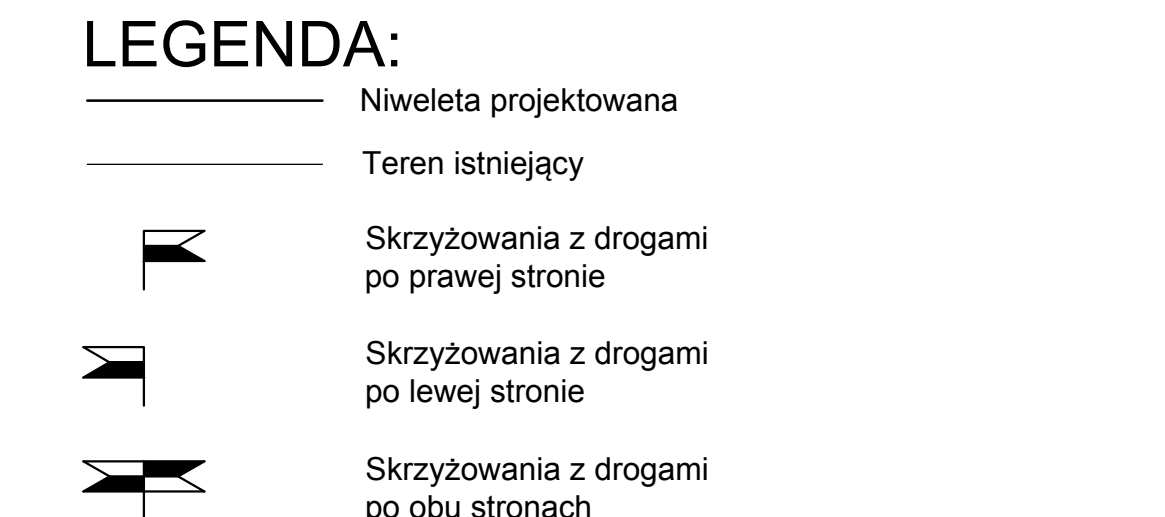 LEGENDA:
Niweleta projektowana
Teren istniejący
Skrzyżowania z drogami
po prawej stronie
Skrzyżowania z drogami
po lewej stronie
Skrzyżowania z drogami
po obu stronach